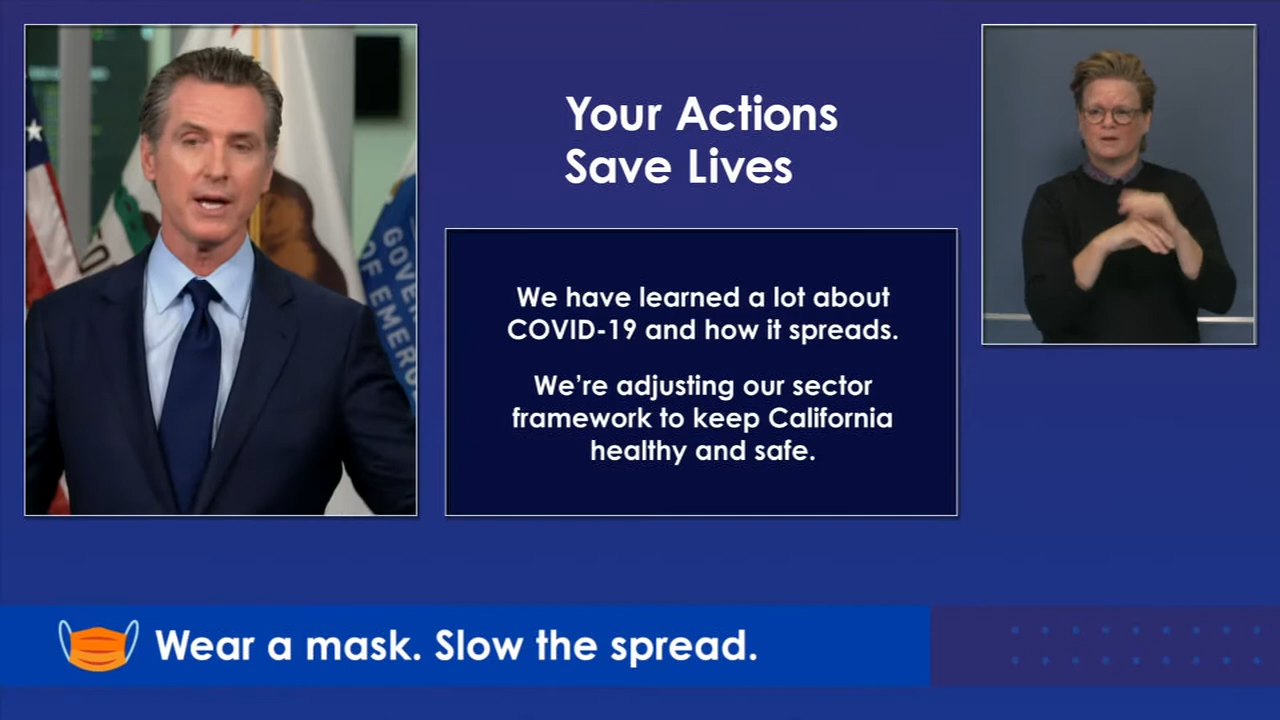 Your Actions
Save Lives
We have learned a lot about
COVID-19 and how it spreads.
We’re adjusting our sector
framework to keep California
healthy and safe.
Wear a mask. Slow the spread.